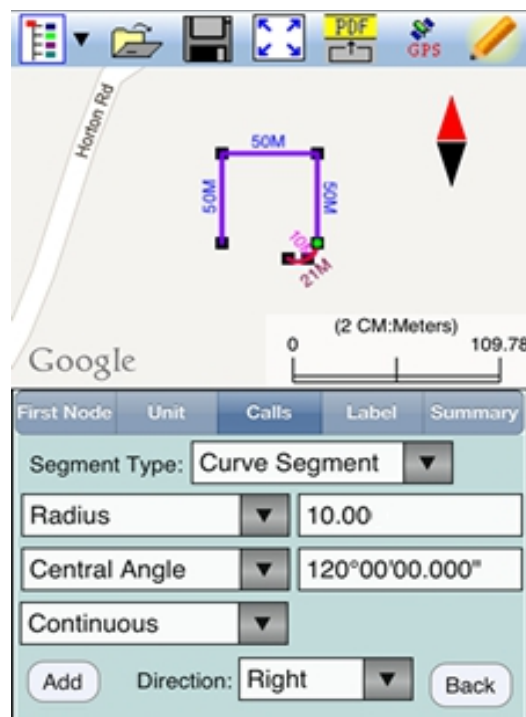 PDF
GPS
Horton Rd
50M
50M
50M
21M
(2 CM:Meters)
0
109.78
Google
First Node
Unit
Calls
Label
Summary
Segment Type: Curve Segment
Radius
10.00
Central Angle
120°00'00.000"
Continuous
Add
Direction: Right
Back